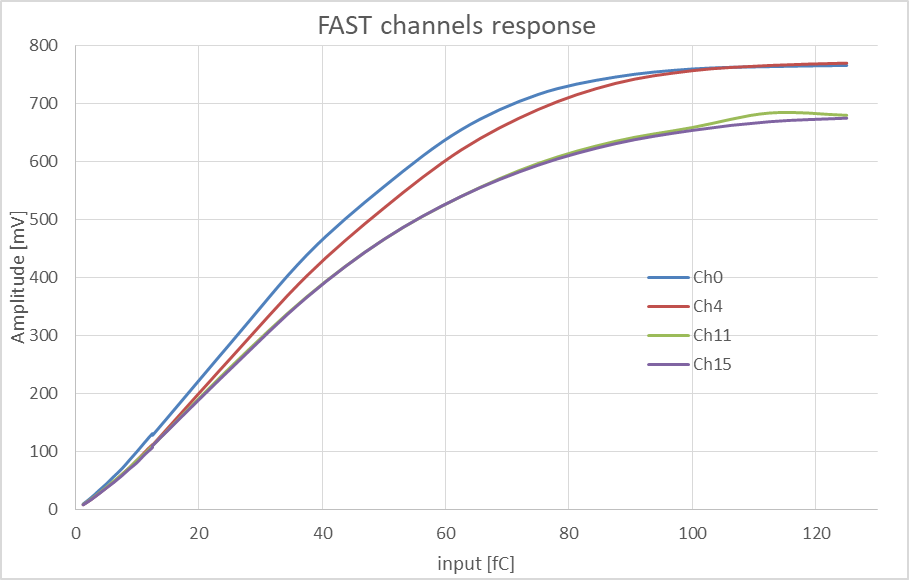 FAST channels response
800
700
600
500
400
300
200
100
0
Amplitude [mV]
0 20 40 60 80 100 120
input [fC]
Ch0
Ch4
Ch11
Ch15